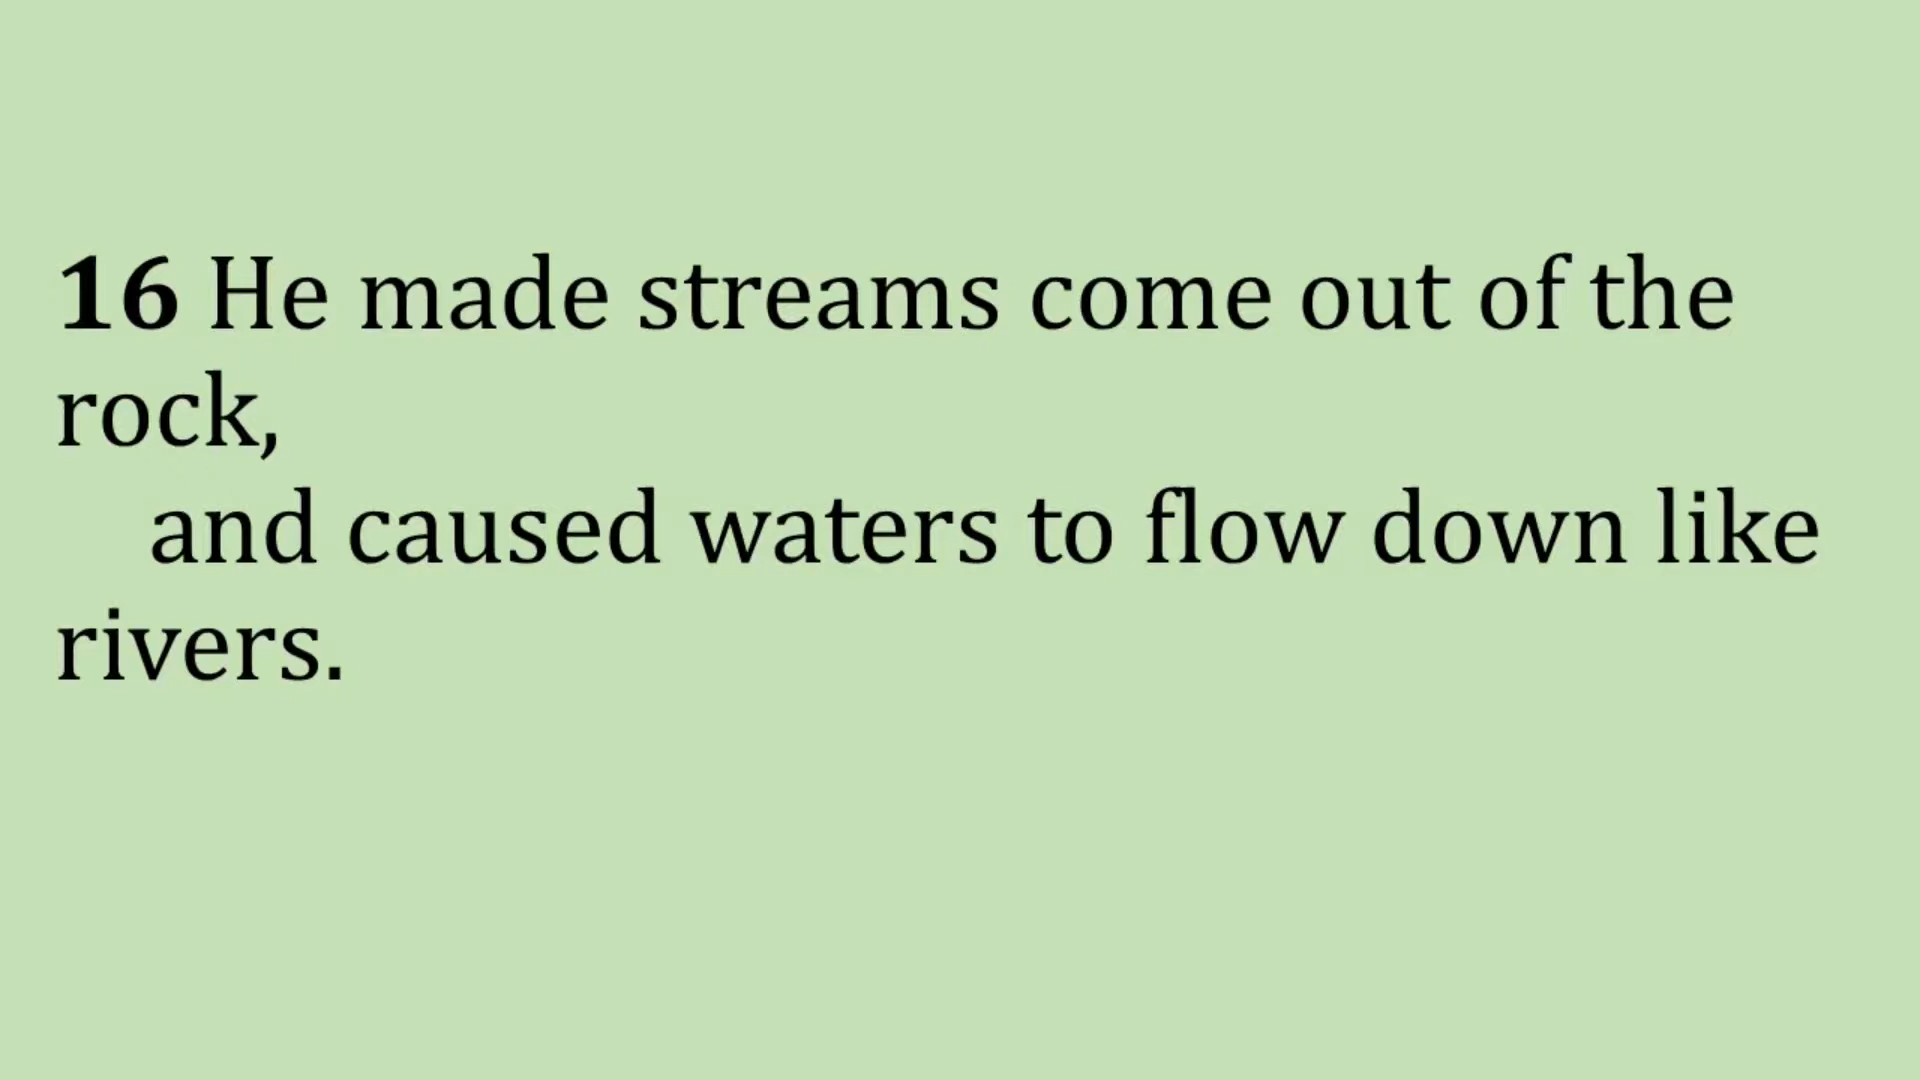 16 He made streams come out of the
rock,
and caused waters to flow down like
rivers.